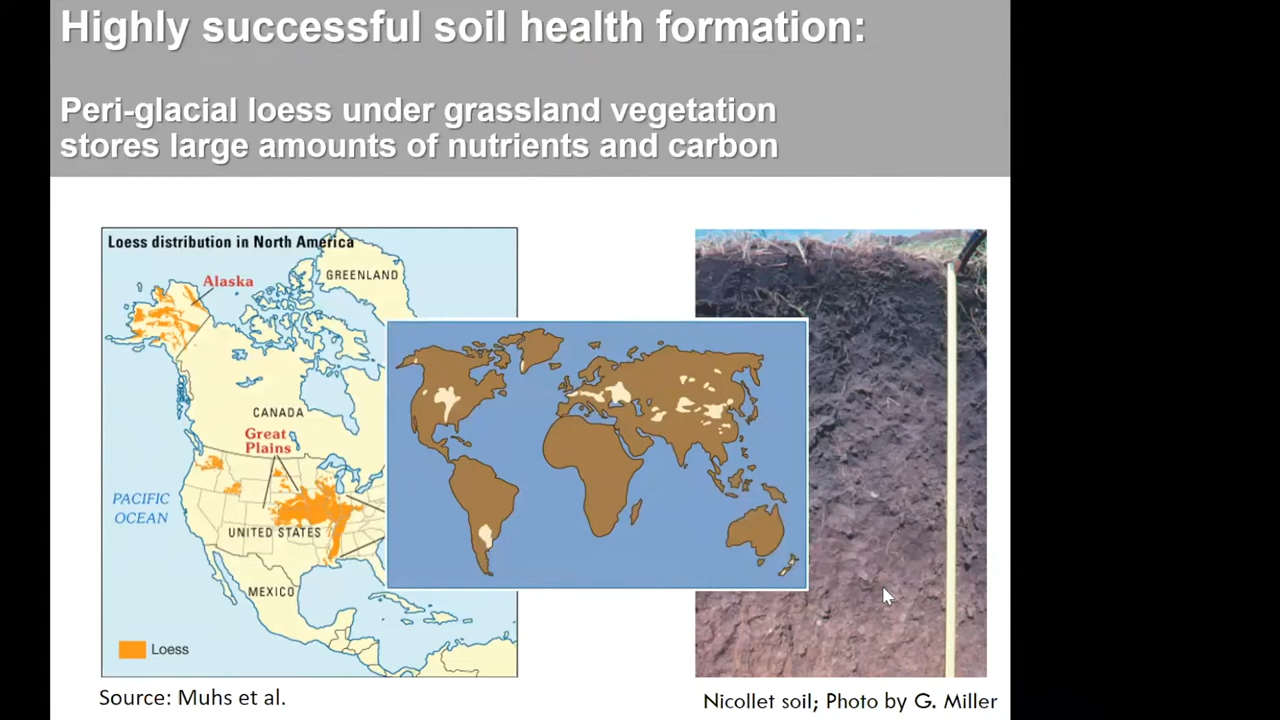 Highly successful soil health formation:
Peri-glacial loess under grassland vegetation
stores large amounts of nutrients and carbon
Loess distribution in North America
GREENLAND
Alaska
CANADA
Great
Plains
PACIFIC
OCEAN
UNITED STATES
MEXICO
Loess
Source: Muhs et al.
Nicollet soil; Photo by G. Miller